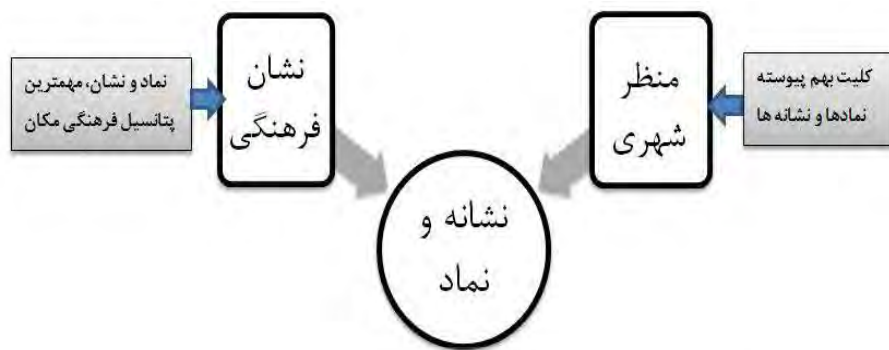 کلیت بهم پیوسته
نمادها و نشانه ها
منظر
شهری
نشان
فرهنگی
نماد و نشان، مهمترین
پتانسیل فرهنگی مکان
نشانه و
نماد